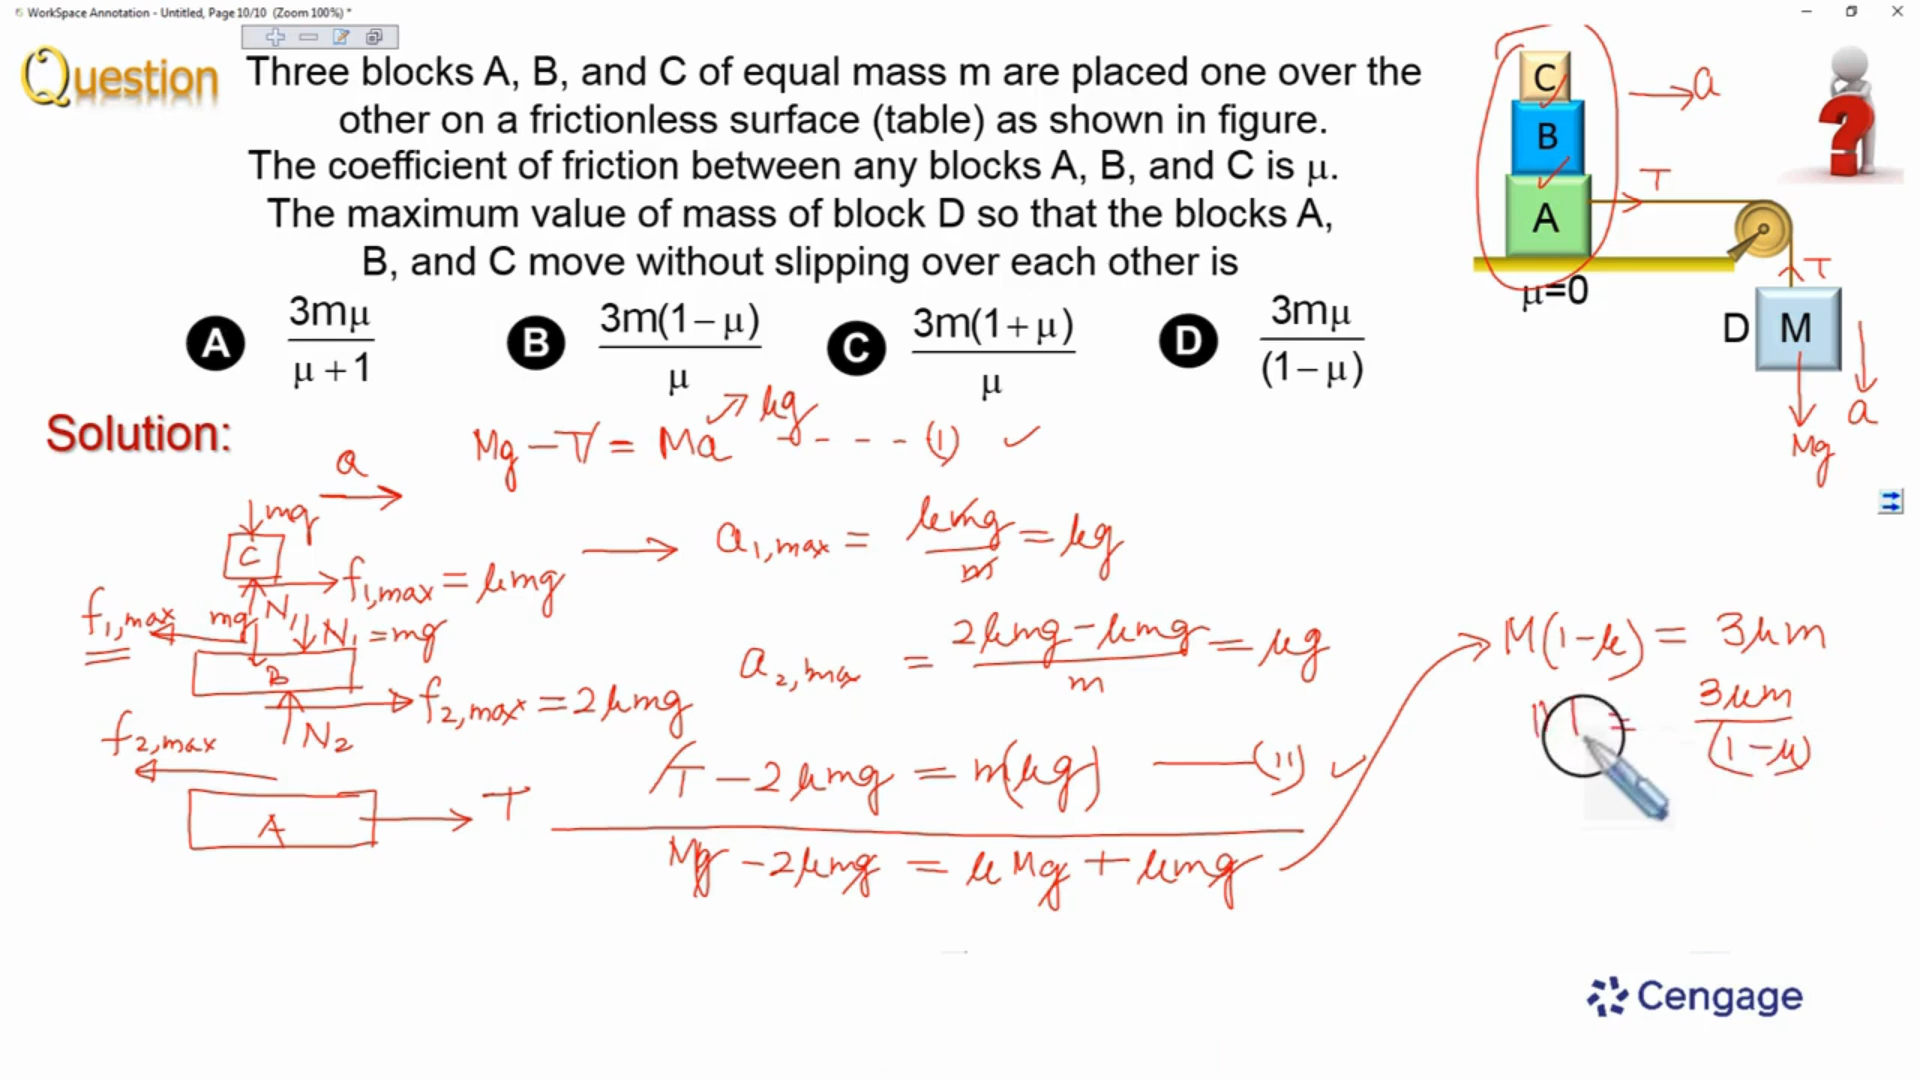 WorkSpace Annotation - Untitled, Page 10/10 (Zoom 100%) *
Question
Three blocks A, B, and C of equal mass m are placed one over the
other on a frictionless surface (table) as shown in figure.
The coefficient of friction between any blocks A, B, and C is μ.
The maximum value of mass of block D so that the blocks A,
B, and C move without slipping over each other is
A 3mμ / μ + 1
B 3m(1 − μ) / μ
C 3m(1 + μ) / μ
D 3mμ / (1 − μ)
C
B
A
a
T
μ=0
T
D M
a
Mg
Solution:
Mg − T = Ma - - - - (I)
μg
a
mg
C
f1,max = μmg
a1,max = μmg / m = μg
N1
f1,max
mg
N1 = mg
B
f2,max = 2μmg
N2
a2,max = 2μmg − μmg / m = μg
f2,max
A
T
T − 2μmg = m(μg) — (II)
Mg − 2μmg = μMg + μmg
M(1−μ) = 3μm
M = 3μm / (1−μ)
Cengage